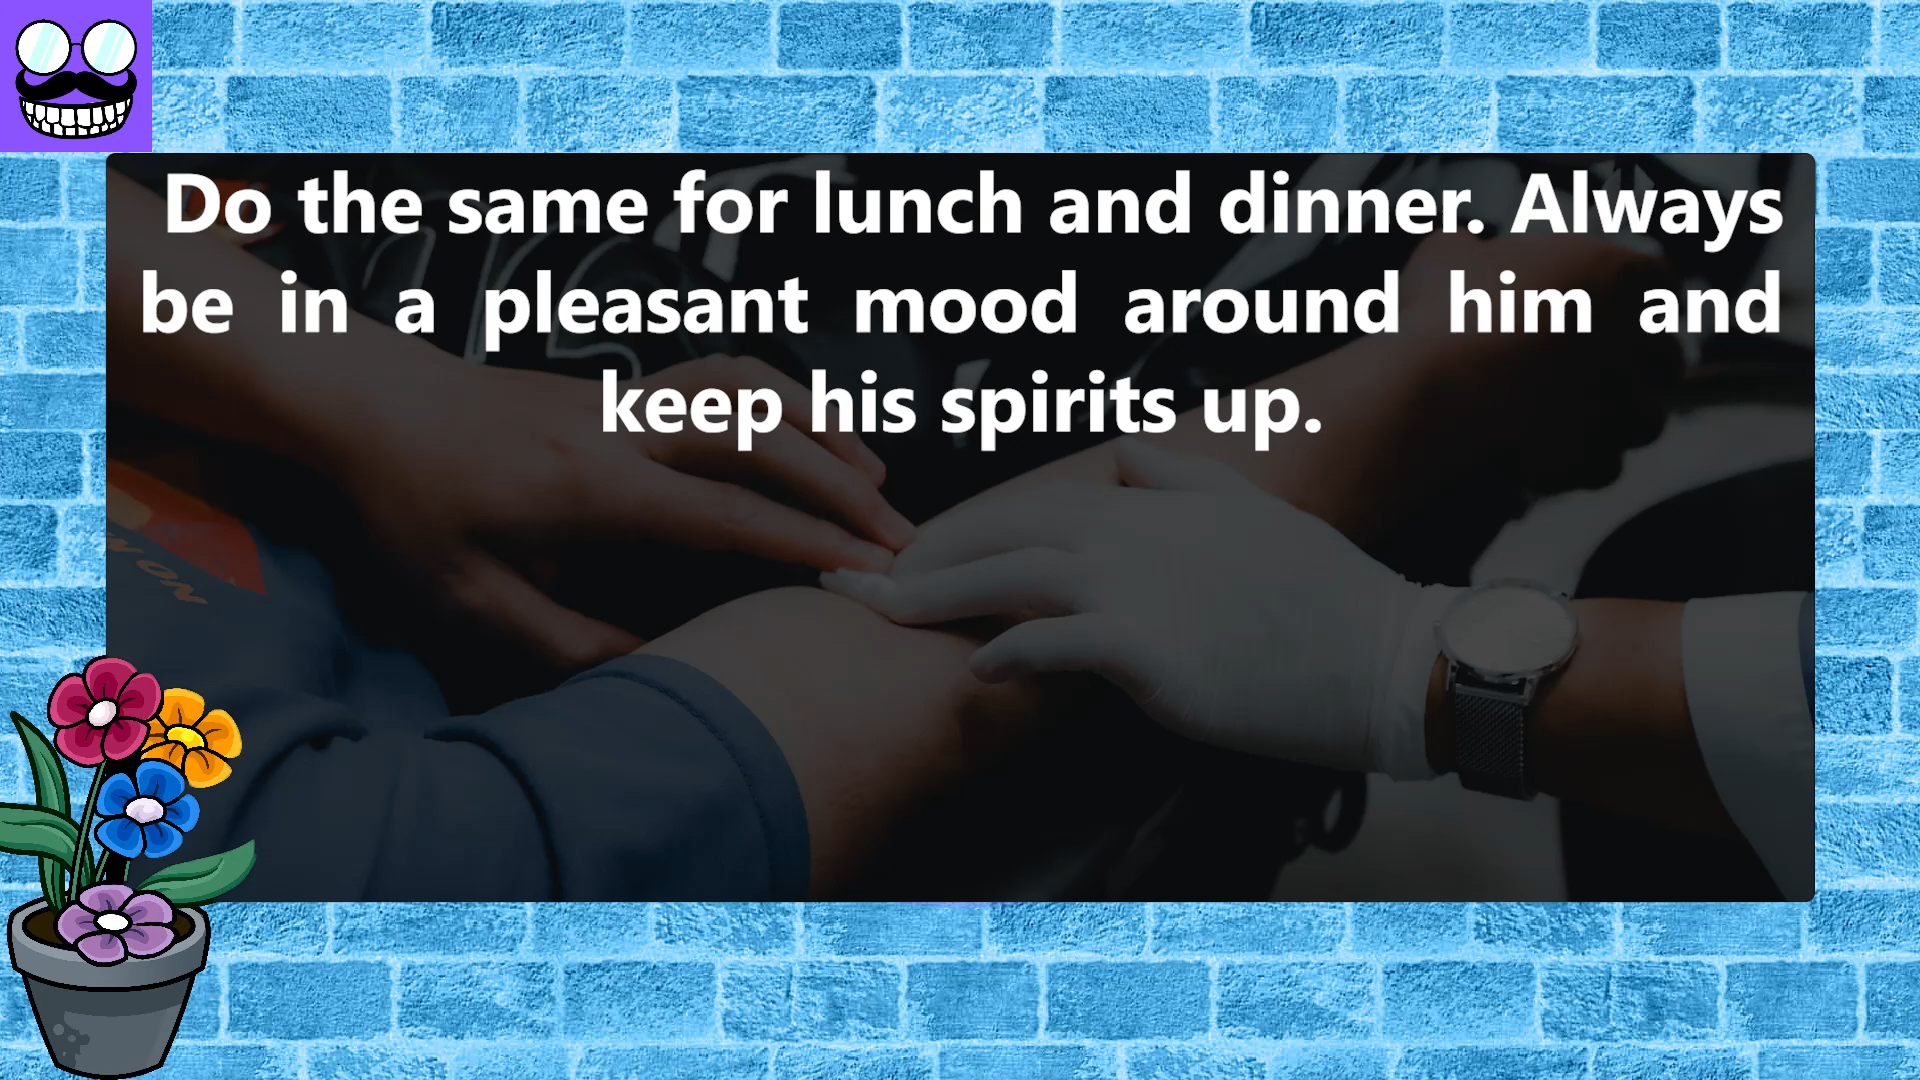 Do the same for lunch and dinner. Always
be in a pleasant mood around him and
keep his spirits up.